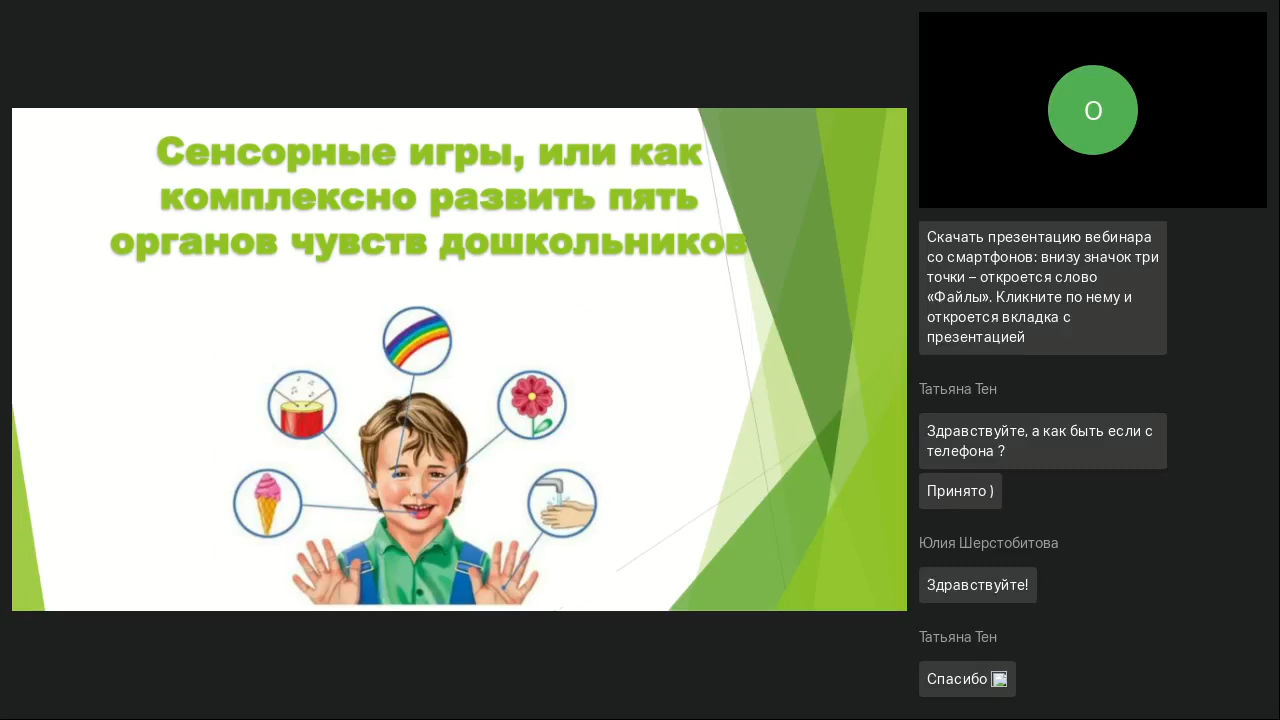 Сенсорные игры, или как
комплексно развить пять
органов чувств дошкольников
О
Скачать презентацию вебинара
со смартфонов: внизу значок три
точки – откроется слово
«Файлы». Кликните по нему и
откроется вкладка с
презентацией
Татьяна Тен
Здравствуйте, а как быть если с
телефона ?
Принято )
Юлия Шерстобитова
Здравствуйте!
Татьяна Тен
Спасибо